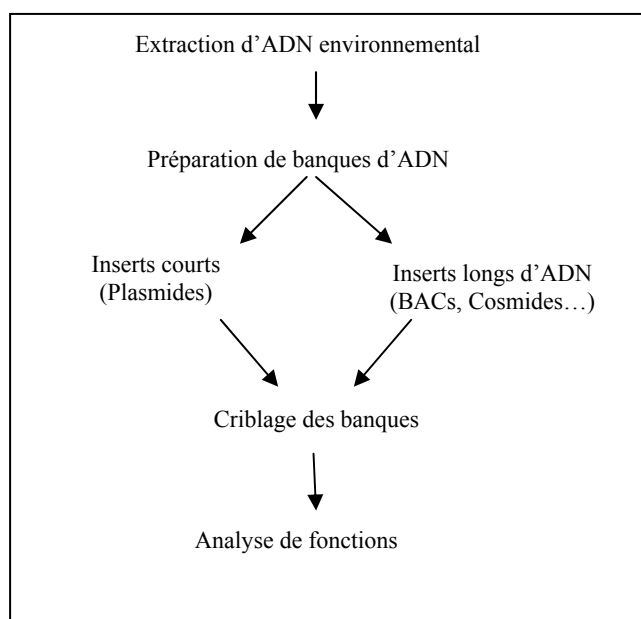 Extraction d’ADN environnemental
Préparation de banques d’ADN
Inserts courts
(Plasmides)
Inserts longs d’ADN
(BACs, Cosmides…)
Criblage des banques
Analyse de fonctions